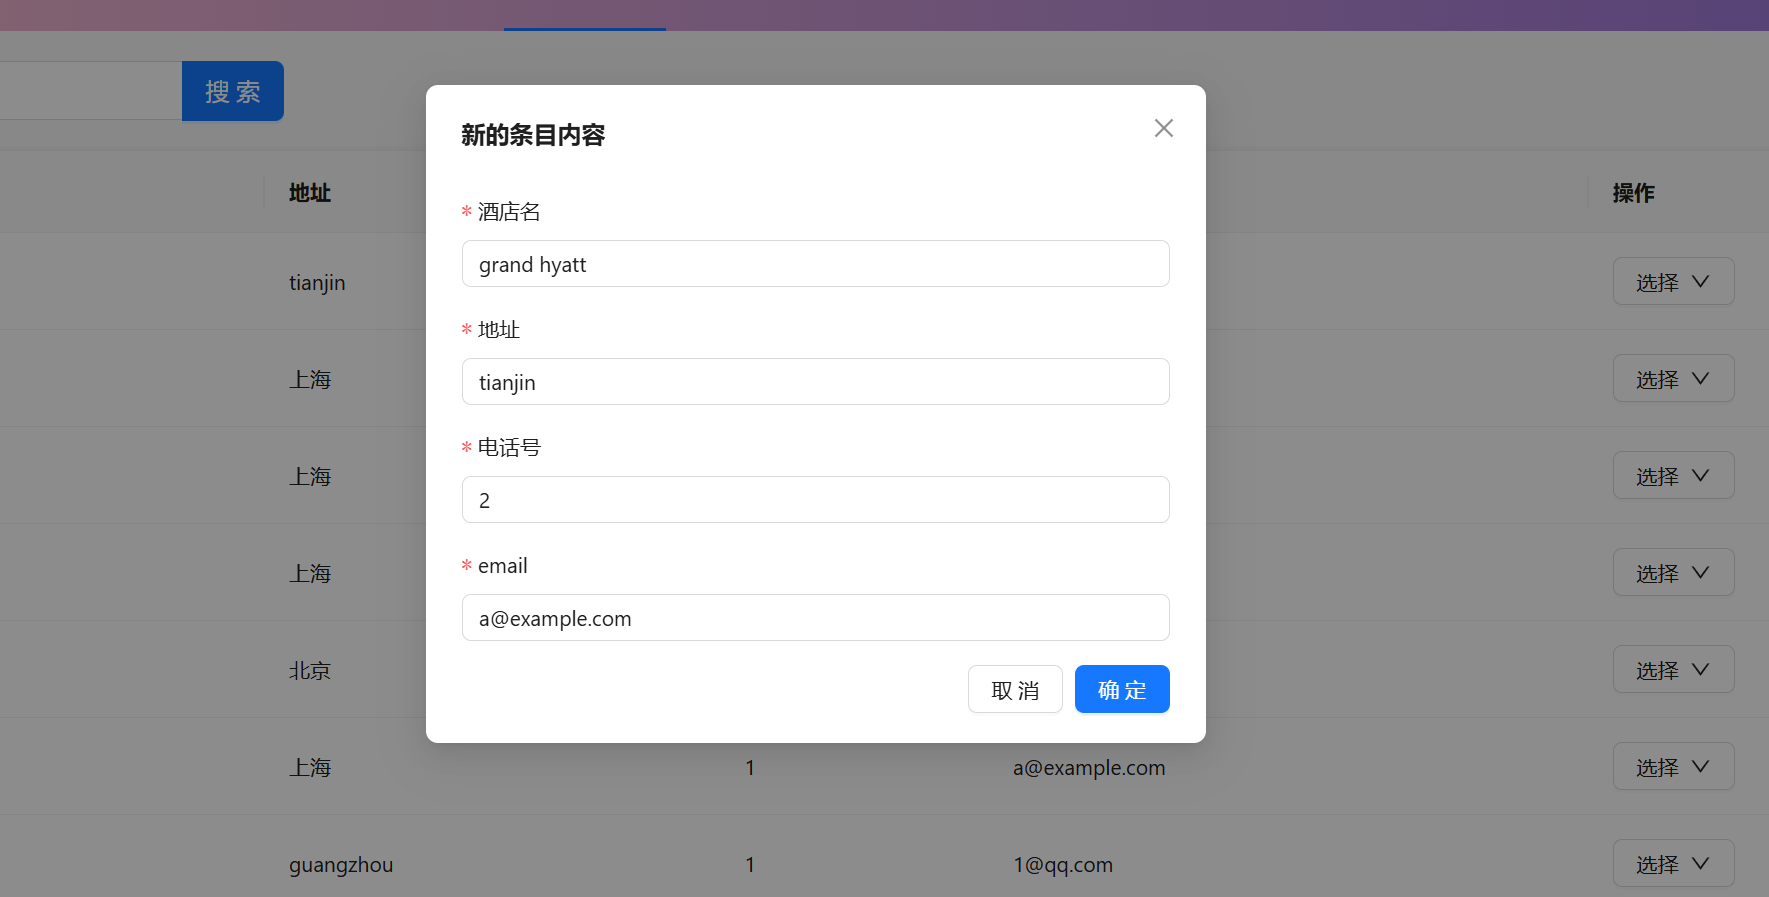 搜 索
地址
操作
tianjin
选择
上海
选择
上海
选择
上海
选择
北京
选择
上海
1
a@example.com
选择
guangzhou
1
1@qq.com
选择
新的条目内容
* 酒店名
grand hyatt
* 地址
tianjin
* 电话号
2
* email
a@example.com
取 消
确 定